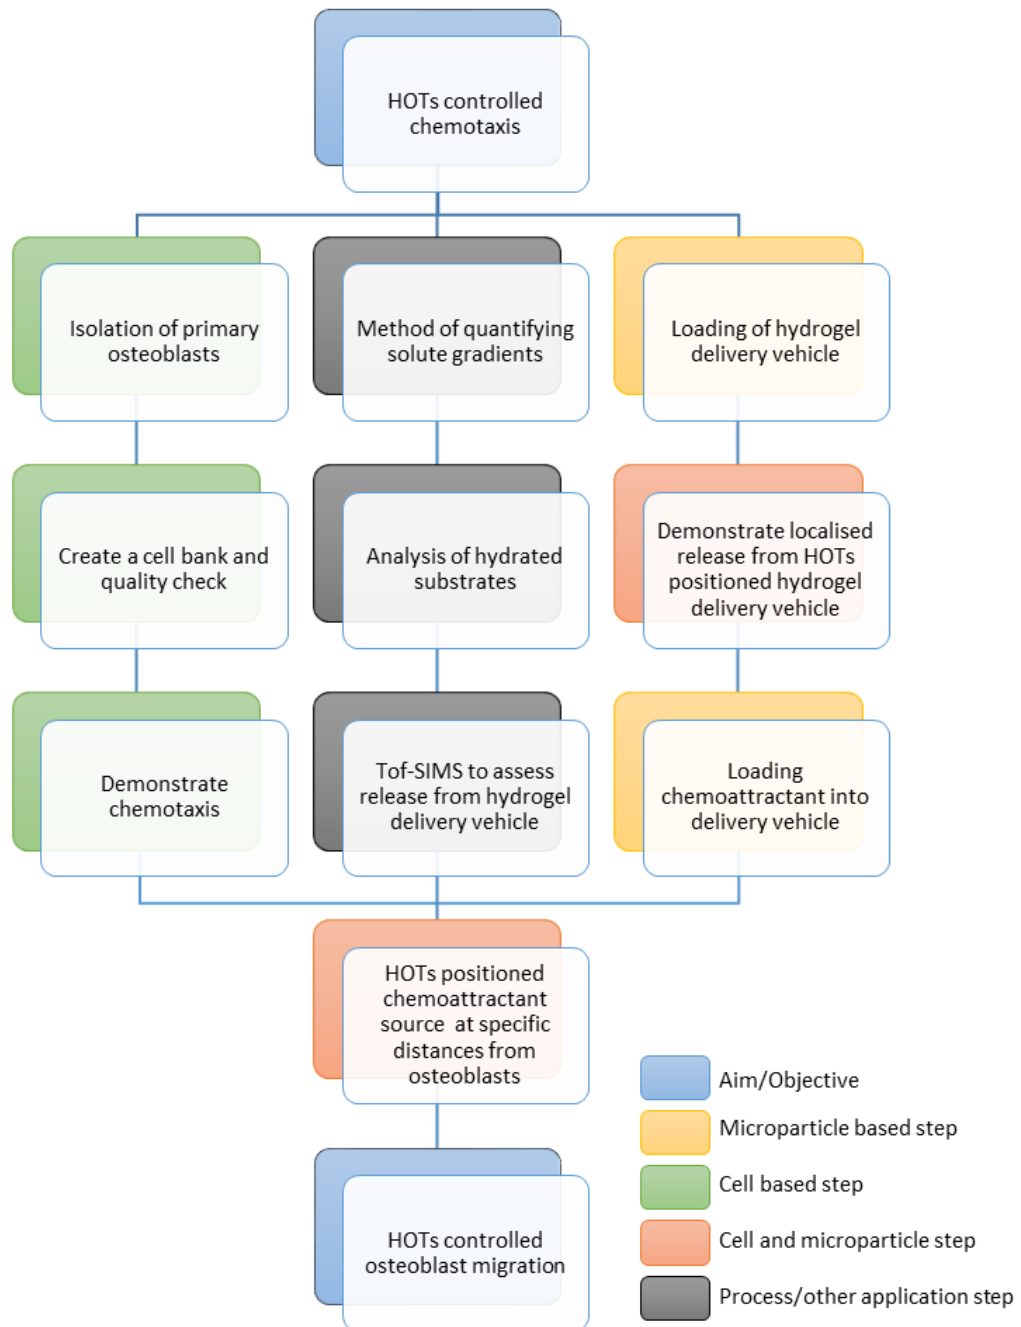 HOTs controlled
chemotaxis
Isolation of primary
osteoblasts
Method of quantifying
solute gradients
Loading of hydrogel
delivery vehicle
Create a cell bank and
quality check
Analysis of hydrated
substrates
Demonstrate localised
release from HOTs
positioned hydrogel
delivery vehicle
Demonstrate
chemotaxis
Tof-SIMS to assess
release from hydrogel
delivery vehicle
Loading
chemoattractant into
delivery vehicle
HOTs positioned
chemoattractant
source at specific
distances from
osteoblasts
HOTs controlled
osteoblast migration
Aim/Objective
Microparticle based step
Cell based step
Cell and microparticle step
Process/other application step